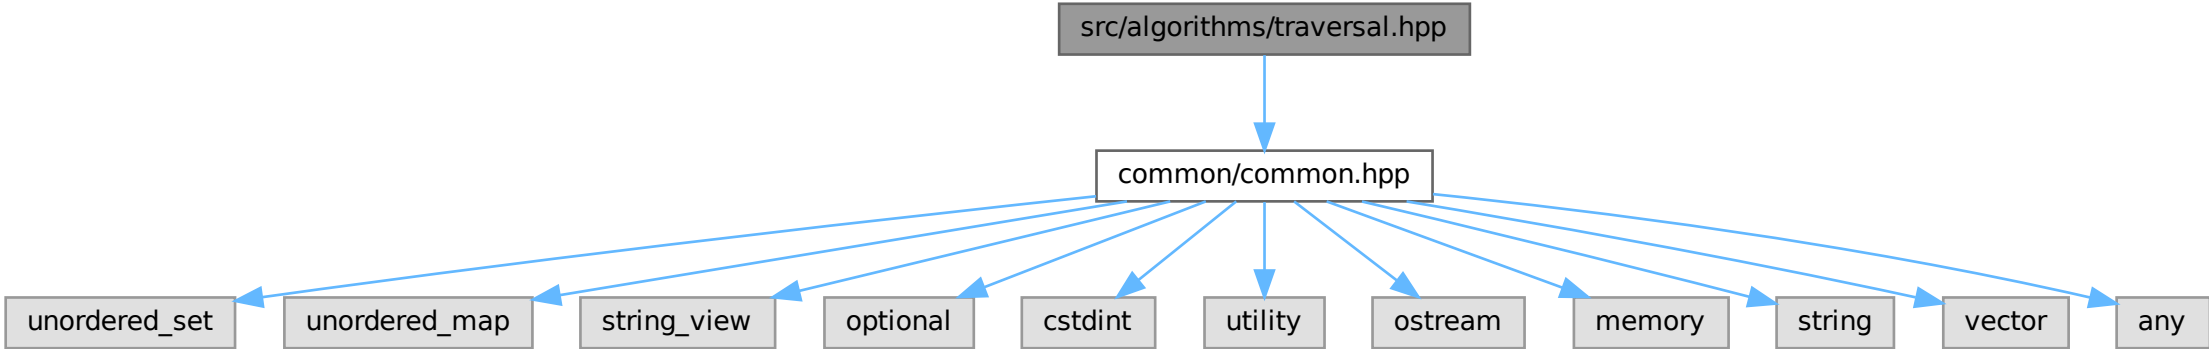 src/algorithms/traversal.hpp
common/common.hpp
unordered_set
unordered_map
string_view
optional
cstdint
utility
ostream
memory
string
vector
any